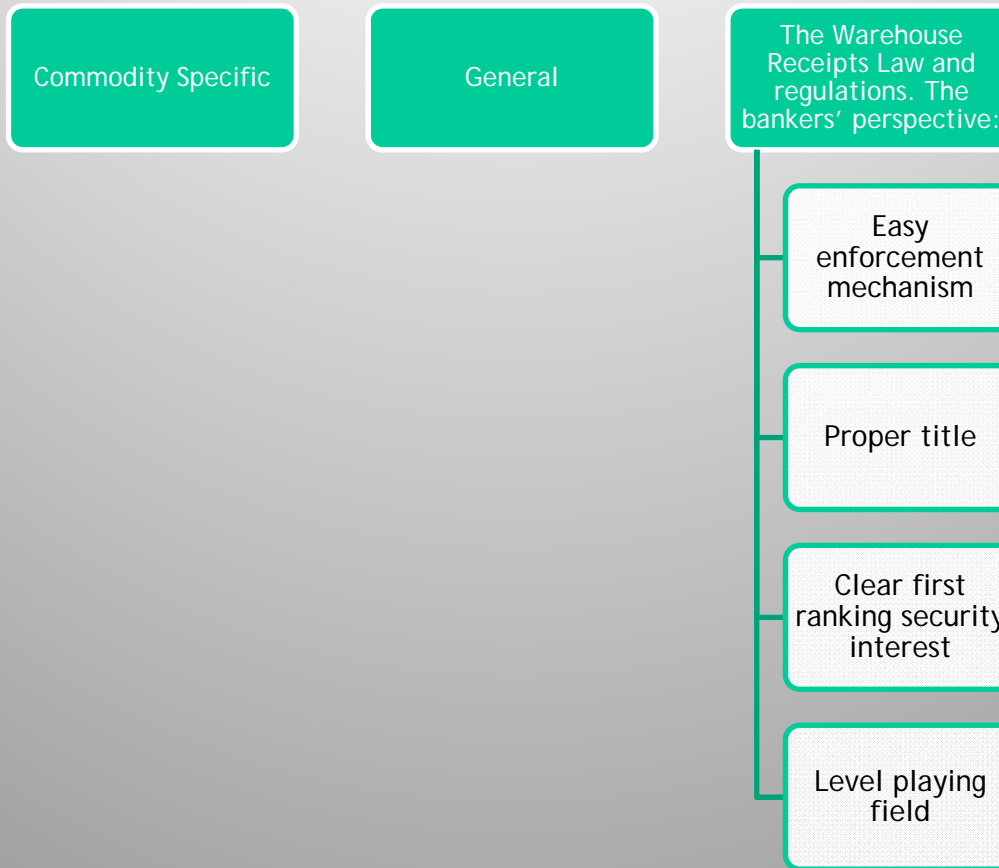 Commodity Specific
General
The Warehouse
Receipts Law and
regulations. The
bankers’ perspective:
Easy
enforcement
mechanism
Proper title
Clear first
ranking security
interest
Level playing
field